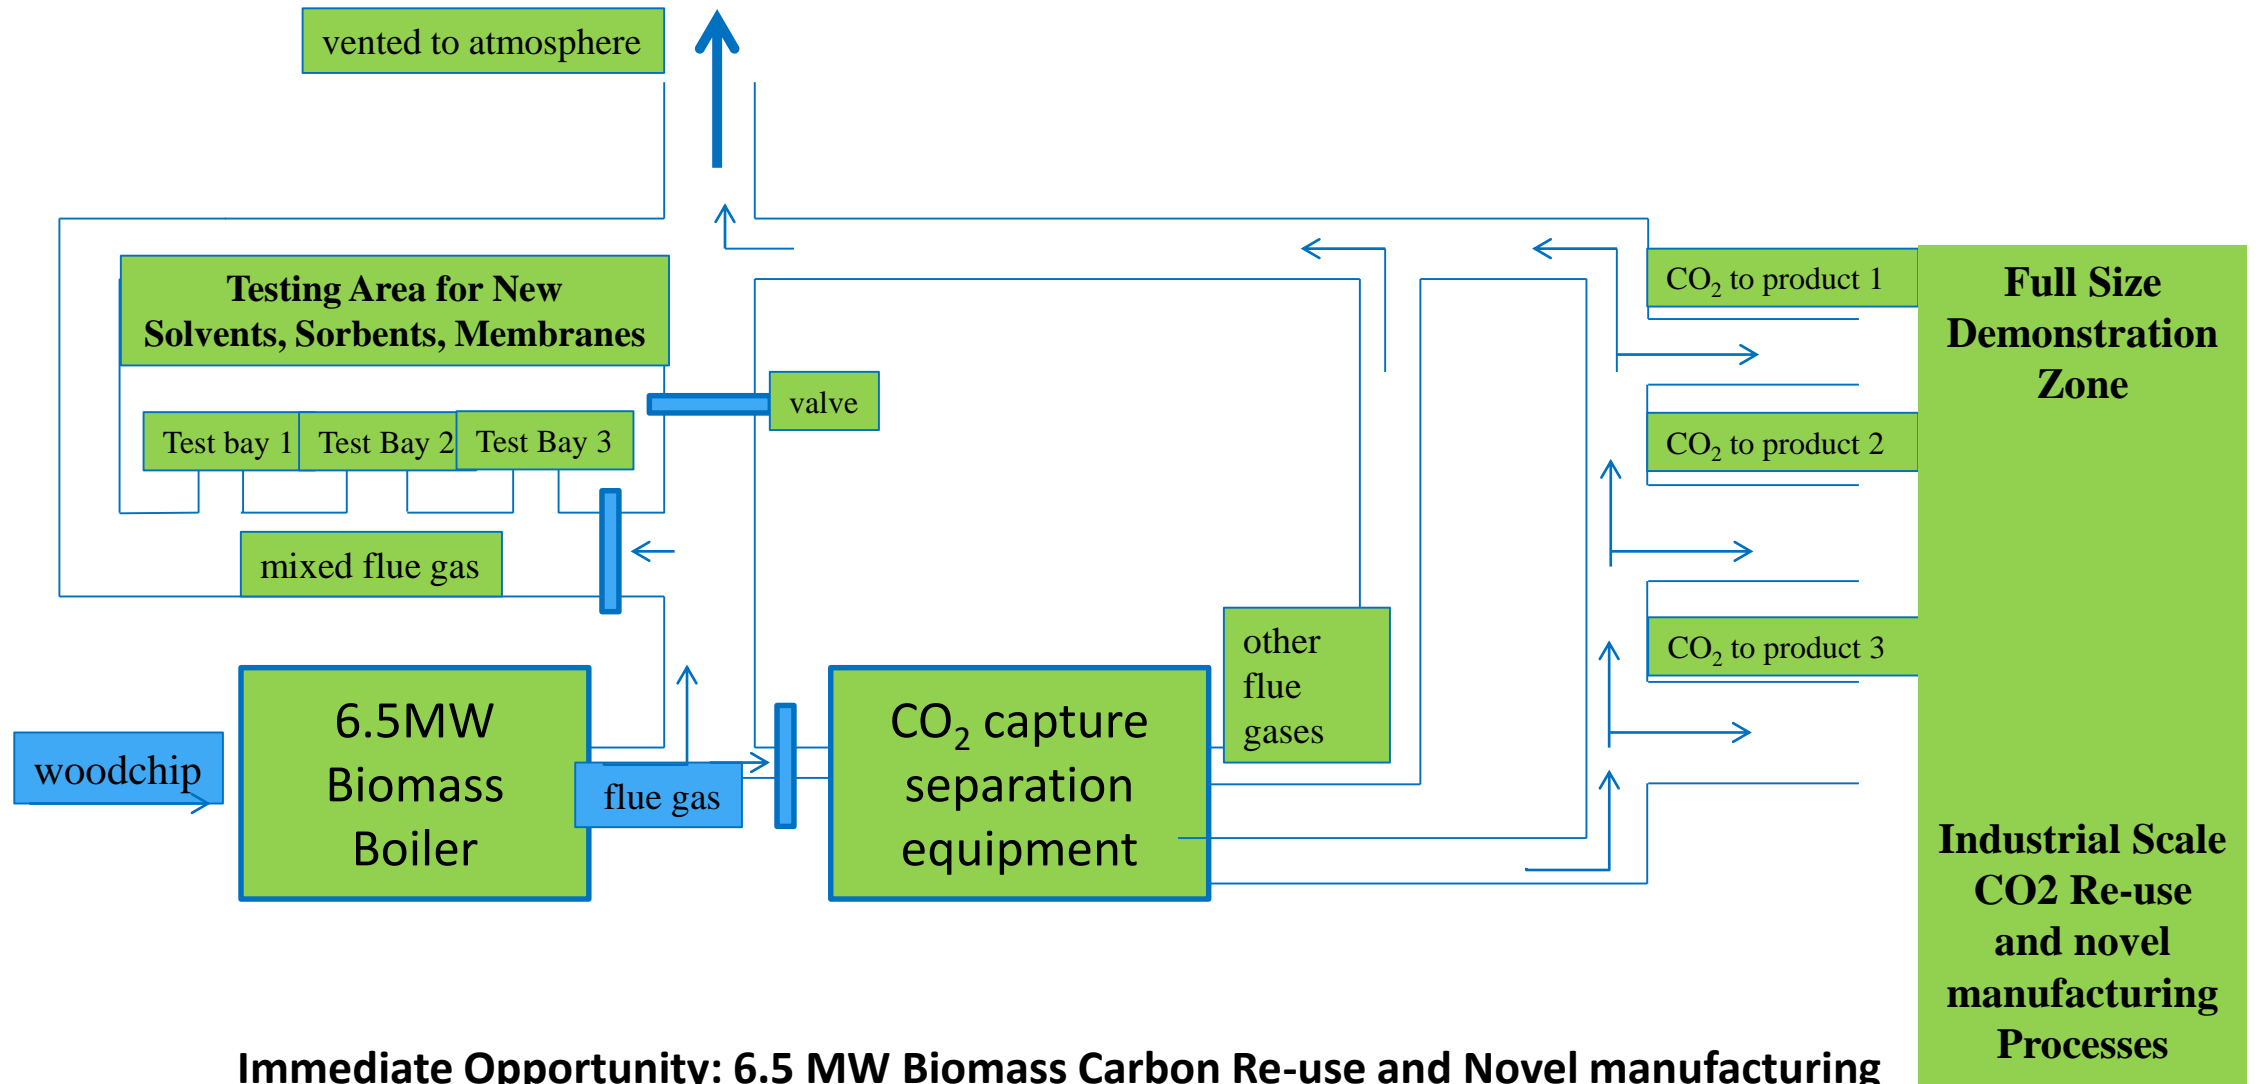 vented to atmosphere
Testing Area for New
Solvents, Sorbents, Membranes
valve
Test bay 1
Test Bay 2
Test Bay 3
mixed flue gas
woodchip
6.5MW
Biomass
Boiler
flue gas
CO₂ capture
separation
equipment
other
flue
gases
CO₂ to product 1
CO₂ to product 2
CO₂ to product 3
Full Size
Demonstration
Zone
Industrial Scale
CO2 Re-use
and novel
manufacturing
Processes
Immediate Opportunity: 6.5 MW Biomass Carbon Re-use and Novel manufacturing